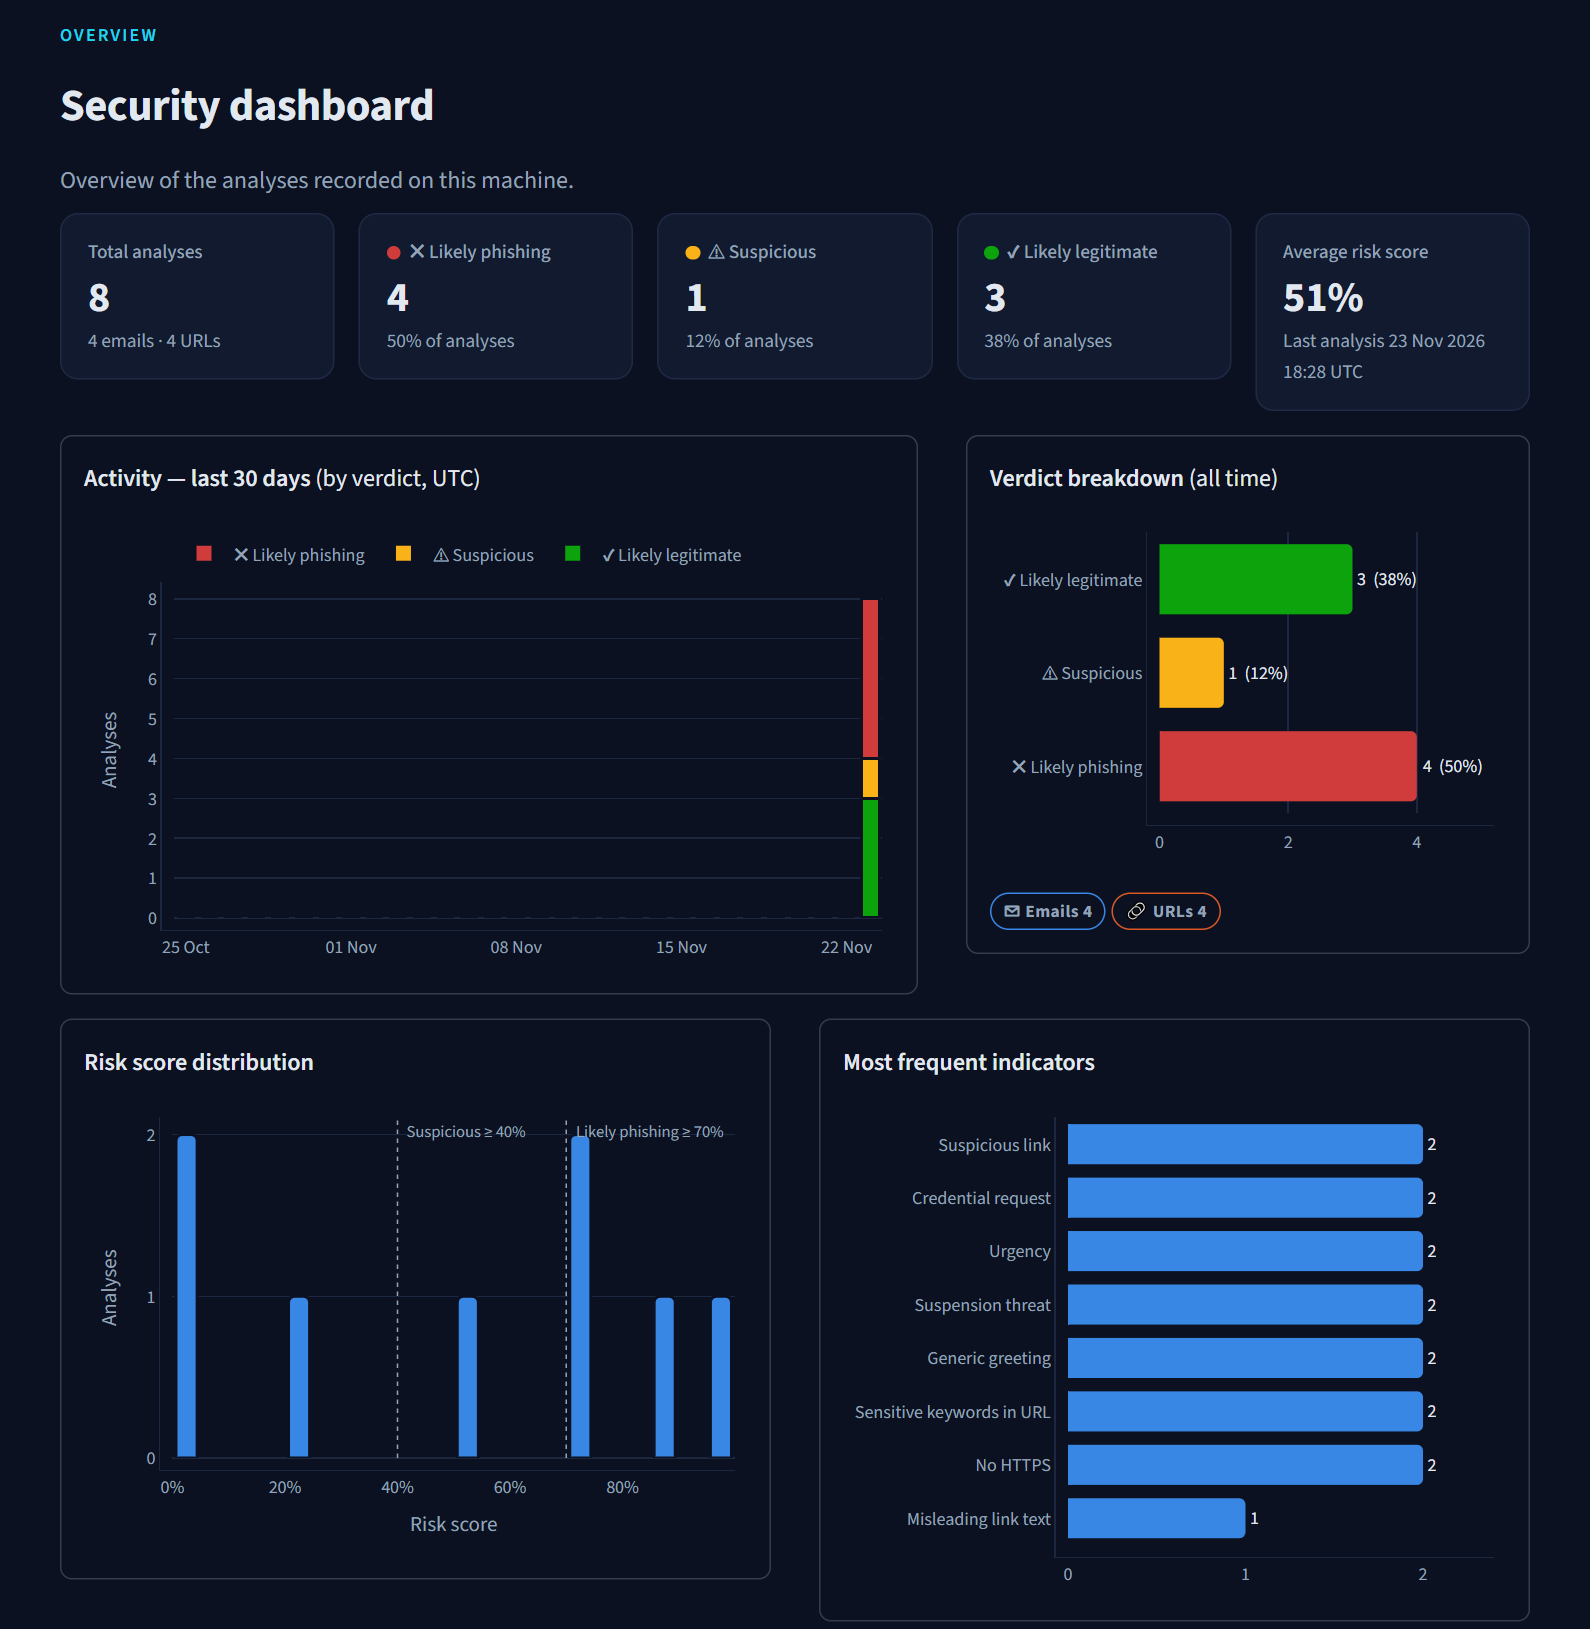 OVERVIEW
Security dashboard
Overview of the analyses recorded on this machine.
Total analyses
8
4 emails · 4 URLs
✕ Likely phishing
4
50% of analyses
⚠ Suspicious
1
12% of analyses
✓ Likely legitimate
3
38% of analyses
Average risk score
51%
Last analysis 23 Nov 2026
18:28 UTC
Activity — last 30 days (by verdict, UTC)
✕ Likely phishing ⚠ Suspicious ✓ Likely legitimate
8
7
6
5
4
3
2
1
0
Analyses
25 Oct 01 Nov 08 Nov 15 Nov 22 Nov
Verdict breakdown (all time)
✓ Likely legitimate 3 (38%)
⚠ Suspicious 1 (12%)
✕ Likely phishing 4 (50%)
0 2 4
✉ Emails 4
🔗 URLs 4
Risk score distribution
Suspicious ≥ 40% Likely phishing ≥ 70%
2
1
0
Analyses
0% 20% 40% 60% 80%
Risk score
Most frequent indicators
Suspicious link 2
Credential request 2
Urgency 2
Suspension threat 2
Generic greeting 2
Sensitive keywords in URL 2
No HTTPS 2
Misleading link text 1
0 1 2